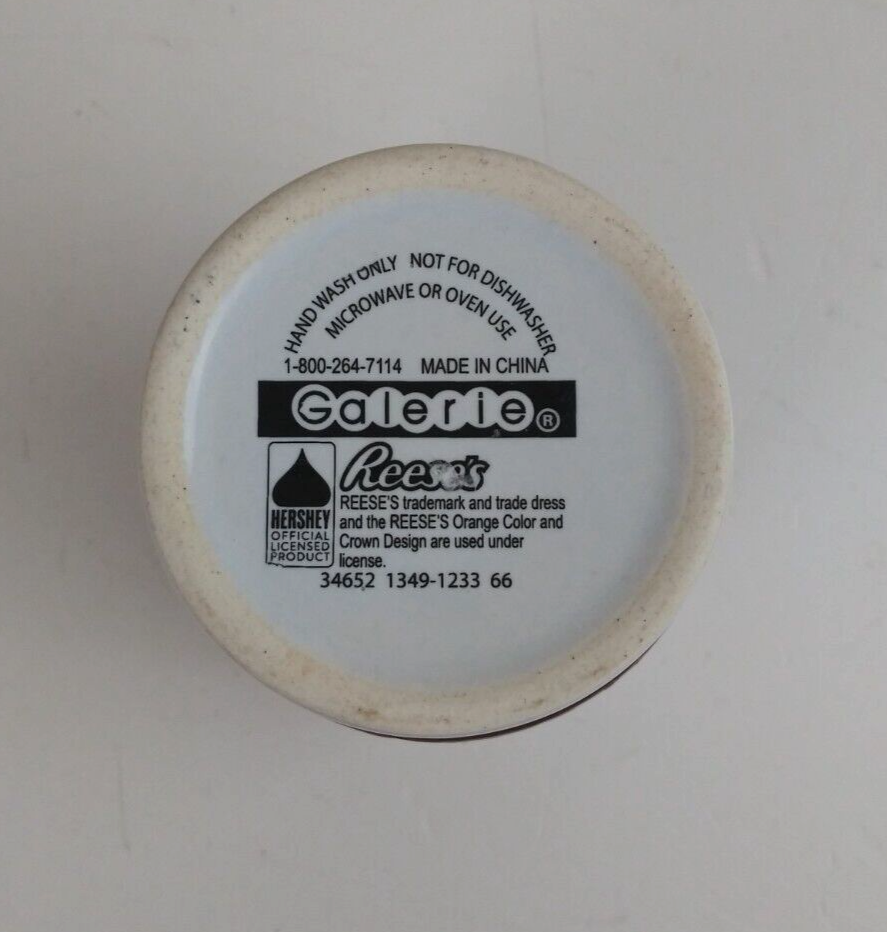 HAND WASH ONLY NOT FOR DISHWASHER
MICROWAVE OR OVEN USE
1-800-264-7114 MADE IN CHINA
Galerie®
Reese's
REESE'S trademark and trade dress
and the REESE'S Orange Color and
Crown Design are used under
license.
HERSHEY
OFFICIAL
LICENSED
PRODUCT
34652 1349-1233 66